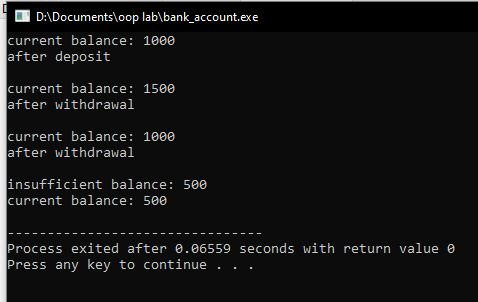 D:\Documents\oop lab\bank_account.exe
current balance: 1000
after deposit
current balance: 1500
after withdrawal
current balance: 1000
after withdrawal
insufficient balance: 500
current balance: 500
--------------------------------
Process exited after 0.06559 seconds with return value 0
Press any key to continue . . .